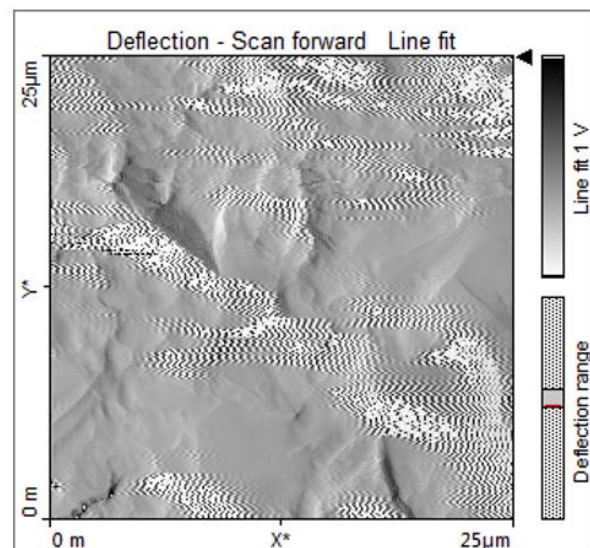 Deflection - Scan forward Line fit
25µm
Y*
0 m
0 m
X*
25µm
Line fit 1 V
Deflection range